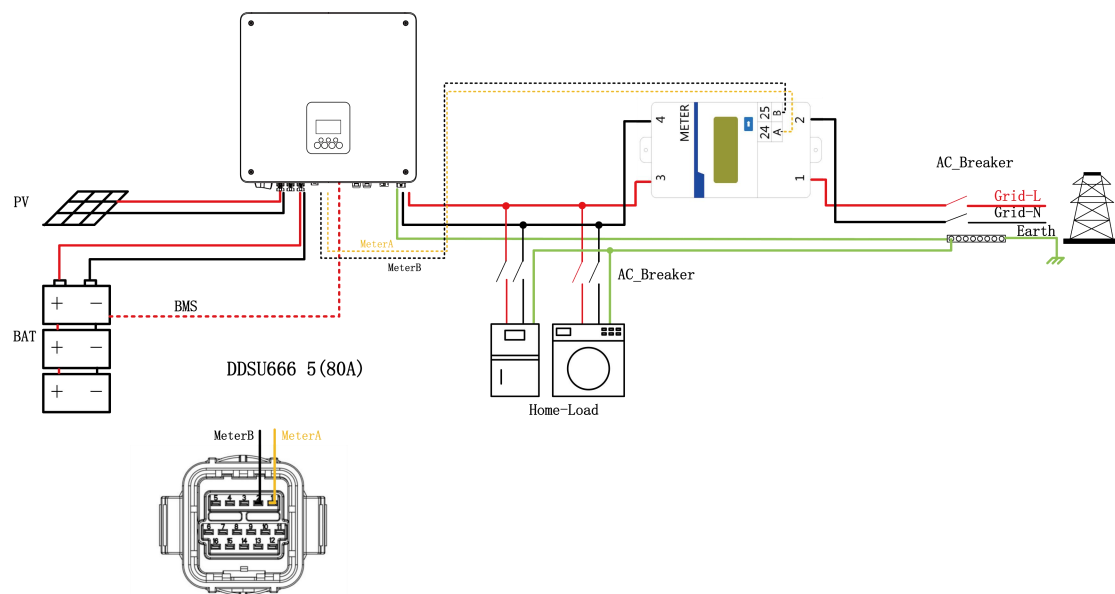 4
METER
24 25
A B
2
3
1
AC_Breaker
PV
Grid-L
Grid-N
Earth
MeterA
MeterB
AC_Breaker
+ −
BMS
BAT
+ −
DDSU666 5(80A)
+ −
Home-Load
MeterB MeterA
5 4 3 2 1
6 7 8 9 10 11
16 15 14 13 12